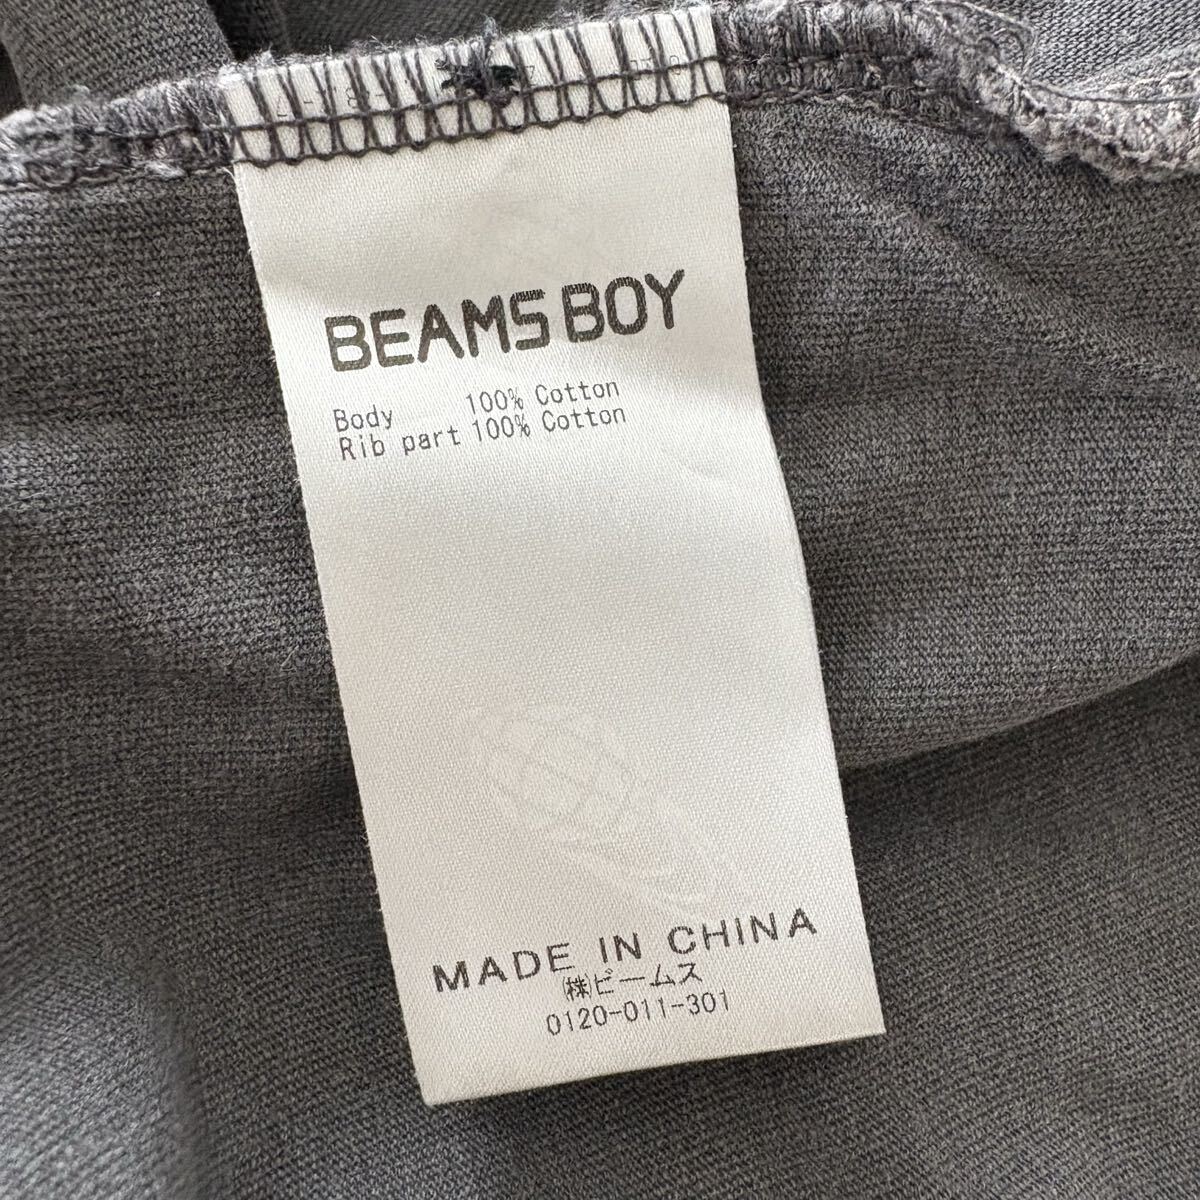 BEAMS BOY
Body 100% Cotton
Rib part 100% Cotton
MADE IN CHINA
㈱ビームス
0120-011-301